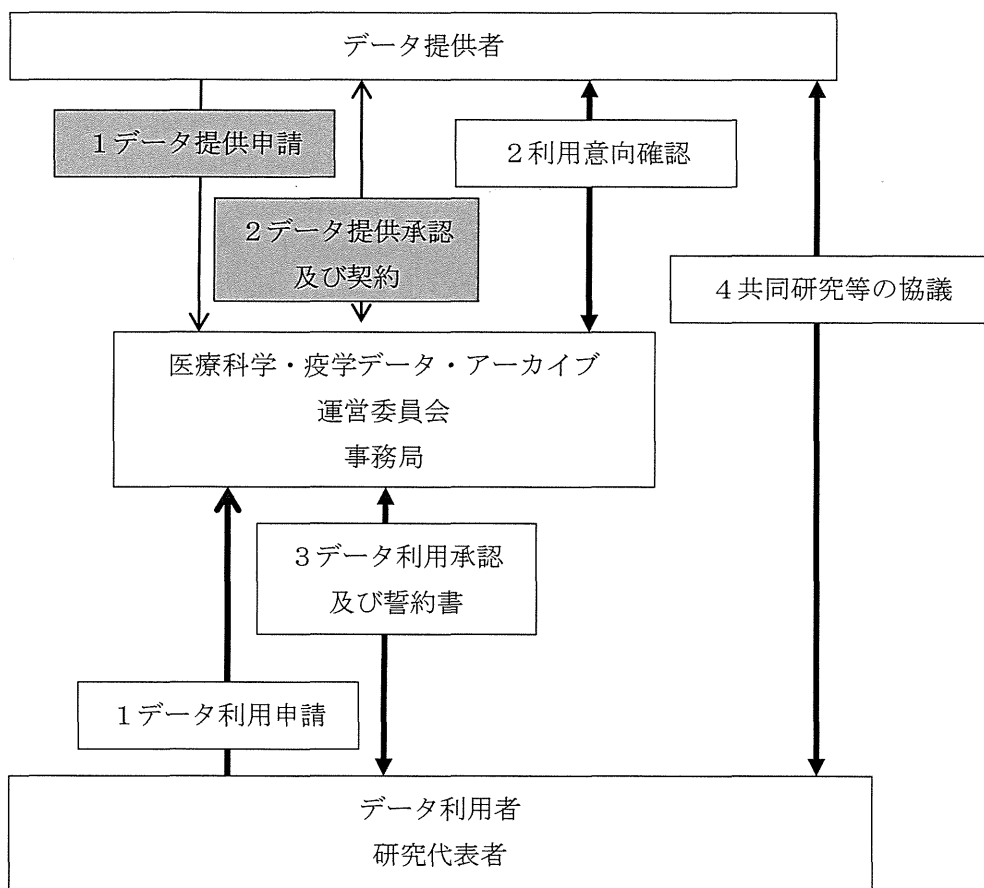 データ提供者
１データ提供申請
２利用意向確認
２データ提供承認
及び契約
４共同研究等の協議
医療科学・疫学データ・アーカイブ
運営委員会
事務局
３データ利用承認
及び誓約書
１データ利用申請
データ利用者
研究代表者